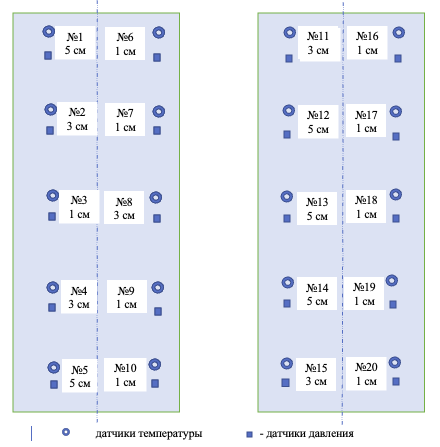 №1
5 см
№6
1 см
№11
3 см
№16
1 см
№2
3 см
№7
1 см
№12
5 см
№17
1 см
№3
1 см
№8
3 см
№13
5 см
№18
1 см
№4
3 см
№9
1 см
№14
5 см
№19
1 см
№5
5 см
№10
1 см
№15
3 см
№20
1 см
датчики температуры
- датчики давления